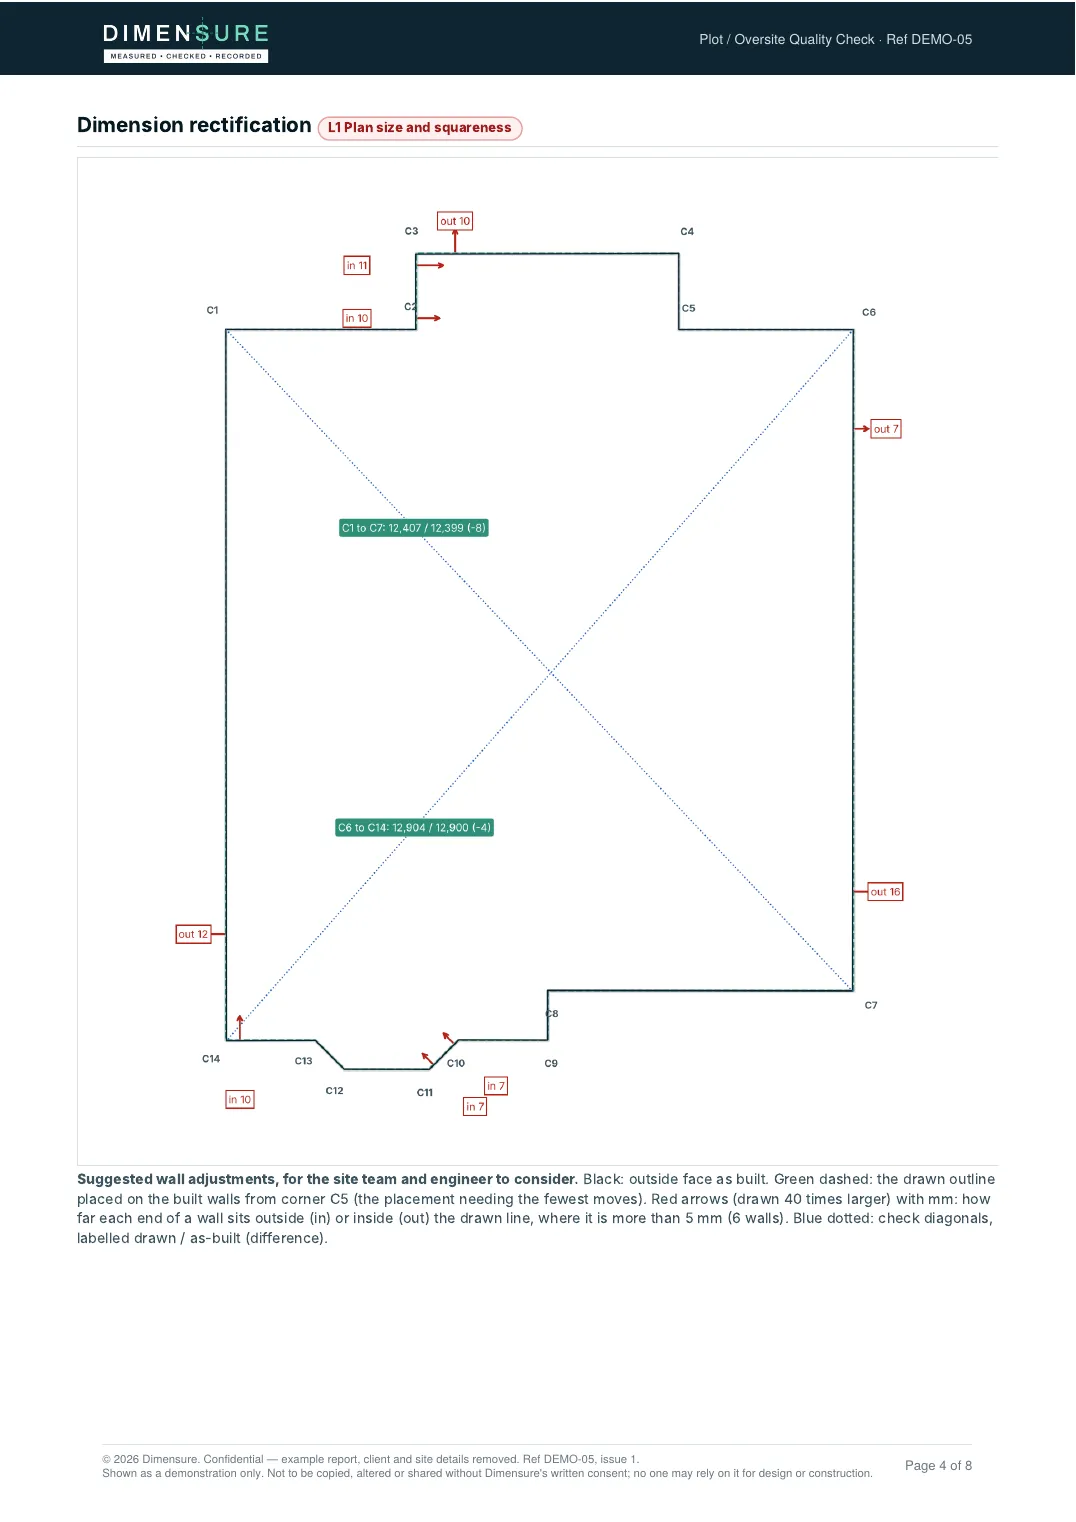 DIMENSURE
MEASURED • CHECKED • RECORDED
Plot / Oversite Quality Check · Ref DEMO-05
Dimension rectification L1 Plan size and squareness
out 10
C3
C4
in 11
C2
C5
C1
in 10
C6
out 7
C1 to C7: 12,407 / 12,399 (-8)
C6 to C14: 12,904 / 12,900 (-4)
out 16
out 12
C7
C8
C14
C13
C10
C9
C12
C11
in 7
in 10
in 7
Suggested wall adjustments, for the site team and engineer to consider. Black: outside face as built. Green dashed: the drawn outline
placed on the built walls from corner C5 (the placement needing the fewest moves). Red arrows (drawn 40 times larger) with mm: how
far each end of a wall sits outside (in) or inside (out) the drawn line, where it is more than 5 mm (6 walls). Blue dotted: check diagonals,
labelled drawn / as-built (difference).
© 2026 Dimensure. Confidential — example report, client and site details removed. Ref DEMO-05, issue 1.
Shown as a demonstration only. Not to be copied, altered or shared without Dimensure's written consent; no one may rely on it for design or construction.
Page 4 of 8